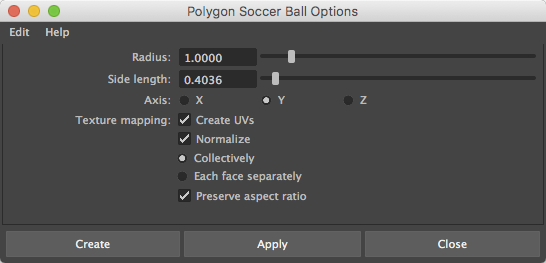 Polygon Soccer Ball Options
Edit Help
Radius: 1.0000
Side length: 0.4036
Axis: X Y Z
Texture mapping: Create UVs
Normalize
Collectively
Each face separately
Preserve aspect ratio
Create Apply Close